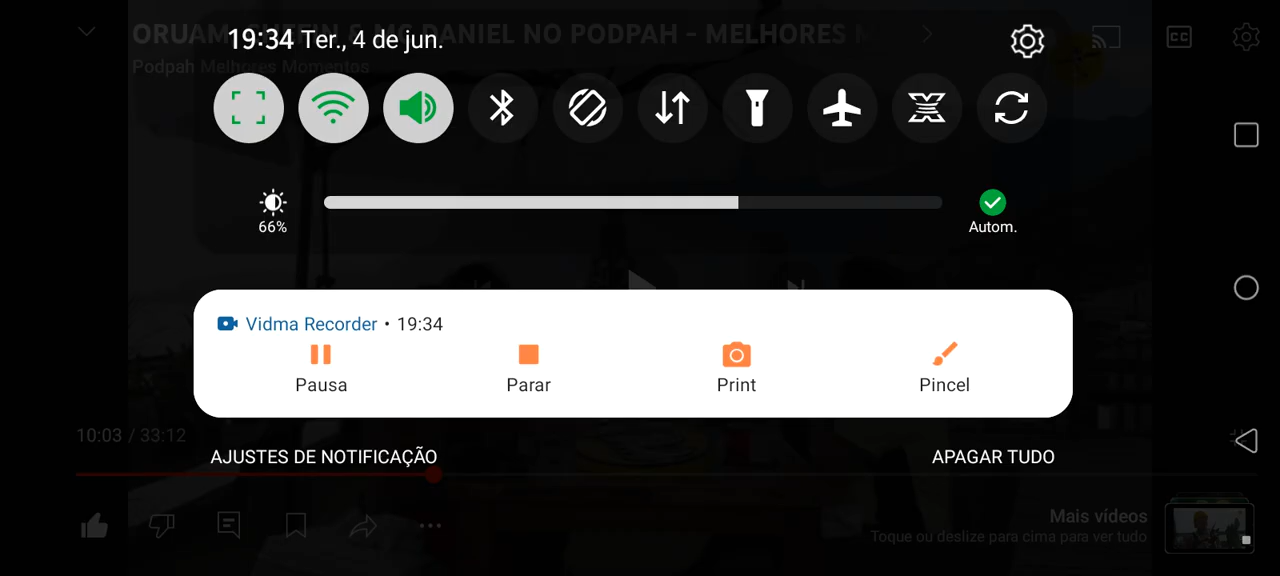 ORUAM, CHEFIN & MC DANIEL NO PODPAH - MELHORES M
19:34 Ter., 4 de jun.
Podpah Melhores Momentos
CC
66%
Autom.
Vidma Recorder • 19:34
Pausa Parar Print Pincel
10:03 / 33:12
AJUSTES DE NOTIFICAÇÃO APAGAR TUDO
Mais vídeos
Toque ou deslize para cima para ver tudo